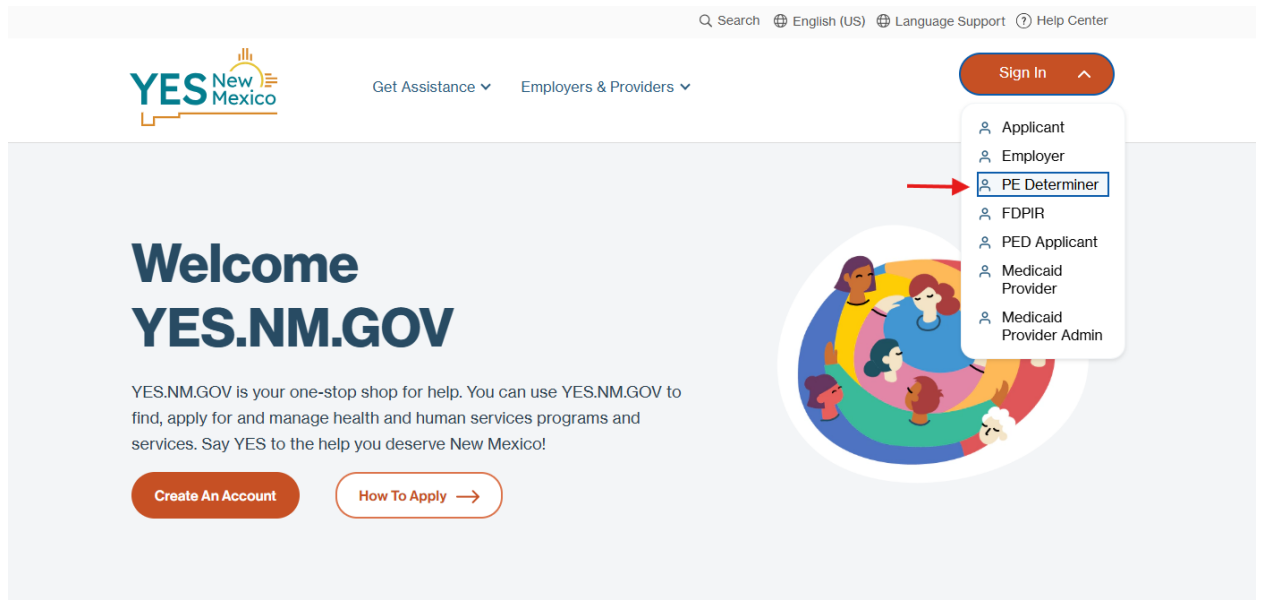 Search English (US) Language Support Help Center
YES New Mexico
Get Assistance Employers & Providers
Sign In
Applicant
Employer
PE Determiner
FDPIR
PED Applicant
Medicaid
Provider
Medicaid
Provider Admin
Welcome
YES.NM.GOV
YES.NM.GOV is your one-stop shop for help. You can use YES.NM.GOV to
find, apply for and manage health and human services programs and
services. Say YES to the help you deserve New Mexico!
Create An Account How To Apply